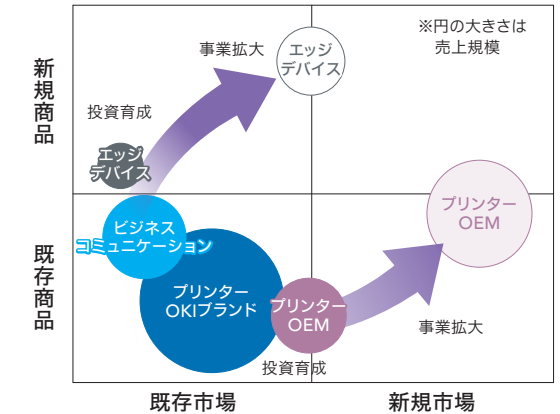 ※円の大きさは
売上規模
新規商品
事業拡大
エッジ
デバイス
投資育成
エッジ
デバイス
既存商品
ビジネス
コミュニケーション
プリンター
OKIブランド
プリンター
OEM
投資育成
プリンター
OEM
事業拡大
既存市場
新規市場